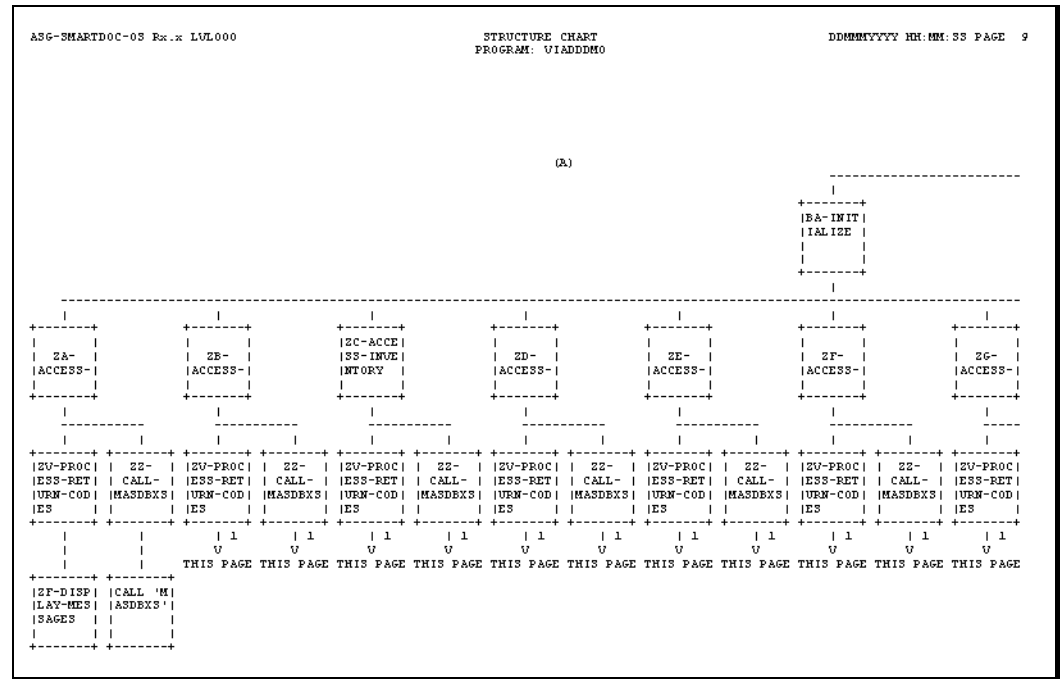 ASG-SMARTDOC-OS Rx.x LVL000 STRUCTURE CHART DDMMMYYYY HH:MM:SS PAGE 9
PROGRAM: VIADDDMO
(A)
BA-INIT
IALIZE
ZC-ACCE
ZA- ZB- SS-INVE ZD- ZE- ZF- ZG-
ACCESS- ACCESS- NTORY ACCESS- ACCESS- ACCESS- ACCESS-
ZV-PROC ZZ- ZV-PROC ZZ- ZV-PROC ZZ- ZV-PROC ZZ- ZV-PROC ZZ- ZV-PROC ZZ- ZV-PROC
ESS-RET CALL- ESS-RET CALL- ESS-RET CALL- ESS-RET CALL- ESS-RET CALL- ESS-RET CALL- ESS-RET
URN-COD MASDBXS URN-COD MASDBXS URN-COD MASDBXS URN-COD MASDBXS URN-COD MASDBXS URN-COD MASDBXS URN-COD
ES ES ES ES ES ES ES
1 1 1 1 1 1 1 1 1 1 1
V V V V V V V V V V V
THIS PAGE THIS PAGE THIS PAGE THIS PAGE THIS PAGE THIS PAGE THIS PAGE THIS PAGE THIS PAGE THIS PAGE THIS PAGE
ZF-DISP CALL 'M
LAY-MES ASDBXS'
SAGES